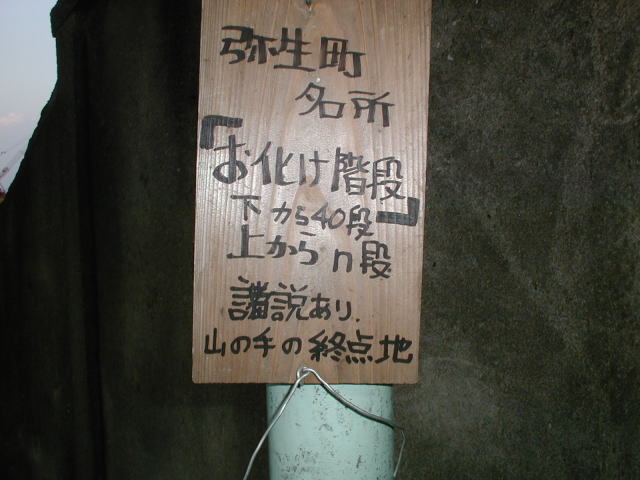 弥生町
名所
「お化け階段」
下から40段
上からn段
諸説あり.
山の手の終点地